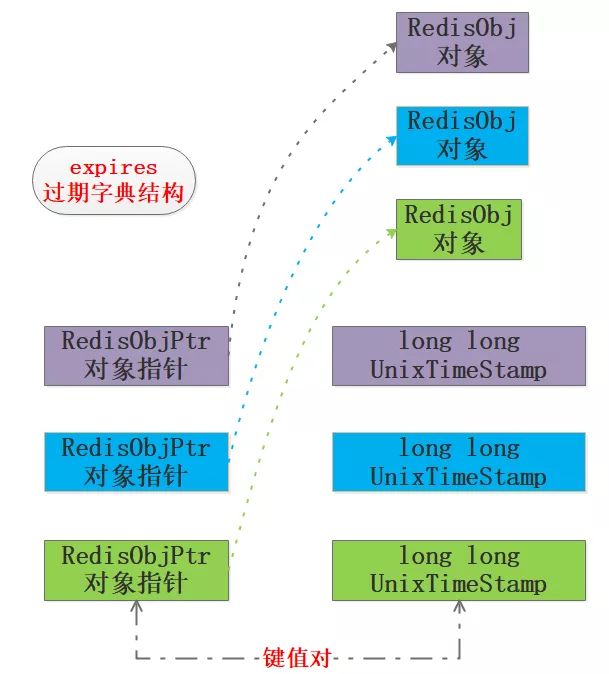 RedisObj
对象
RedisObj
对象
expires
过期字典结构
RedisObj
对象
RedisObjPtr
对象指针
long long
UnixTimeStamp
RedisObjPtr
对象指针
long long
UnixTimeStamp
RedisObjPtr
对象指针
long long
UnixTimeStamp
键值对